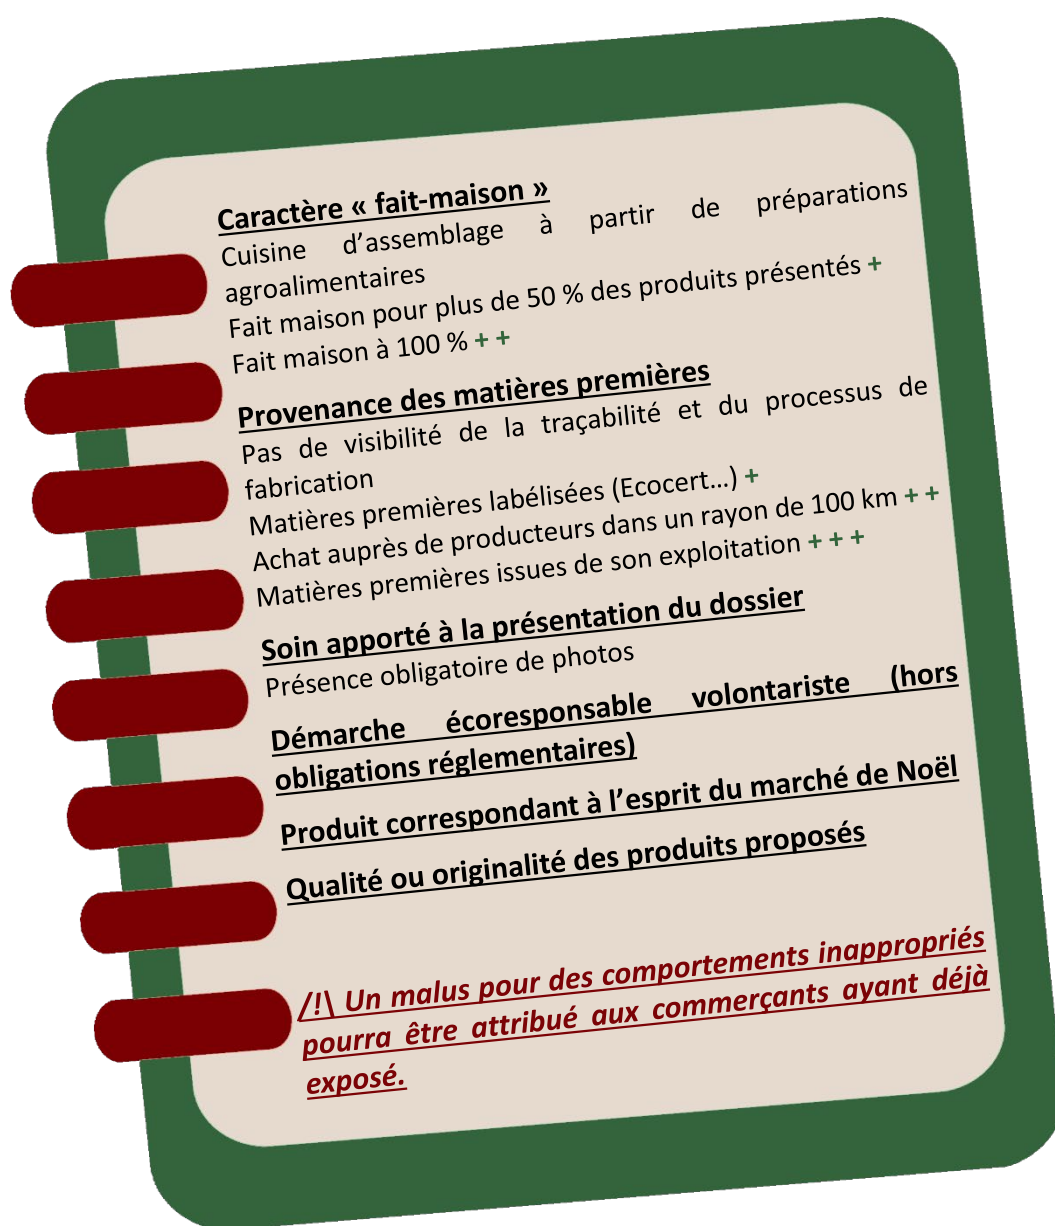 Caractère « fait-maison »
Cuisine d’assemblage à partir de préparations
agroalimentaires
Fait maison pour plus de 50 % des produits présentés +
Fait maison à 100 % + +
Provenance des matières premières
Pas de visibilité de la traçabilité et du processus de
fabrication
Matières premières labélisées (Ecocert…) +
Achat auprès de producteurs dans un rayon de 100 km + +
Matières premières issues de son exploitation + + +
Soin apporté à la présentation du dossier
Présence obligatoire de photos
Démarche écoresponsable volontariste (hors
obligations réglementaires)
Produit correspondant à l’esprit du marché de Noël
Qualité ou originalité des produits proposés
/!\ Un malus pour des comportements inappropriés
pourra être attribué aux commerçants ayant déjà
exposé.